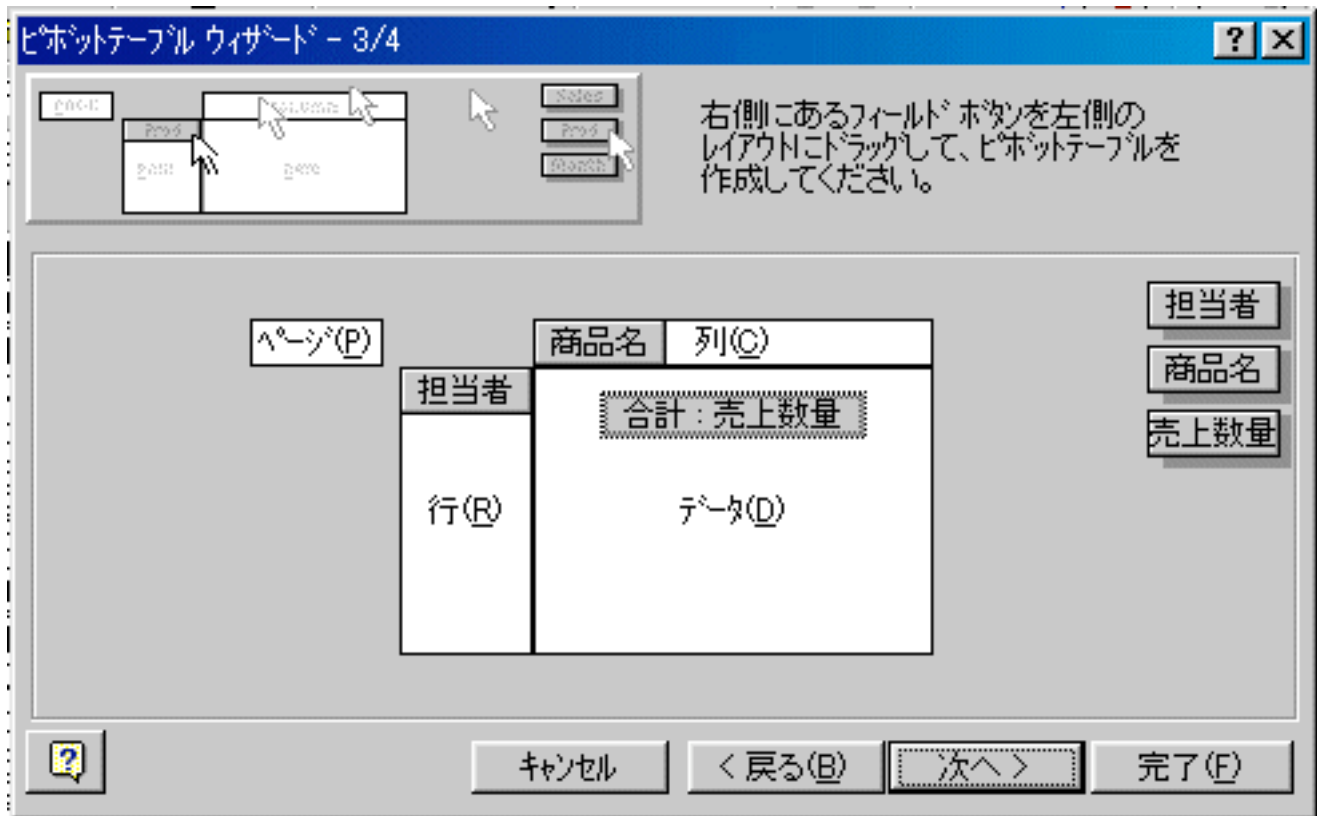 ピボットテーブル ウィザード - 3/4
Sales
Prod
Prod
Month
右側にあるフィールド ボタンを左側の
レイアウトにドラッグして、ピボットテーブルを
作成してください。
担当者
ページ(P)
商品名 列(C)
商品名
担当者
合計 : 売上数量
売上数量
行(R)
データ(D)
キャンセル
< 戻る(B)
次へ >
完了(F)